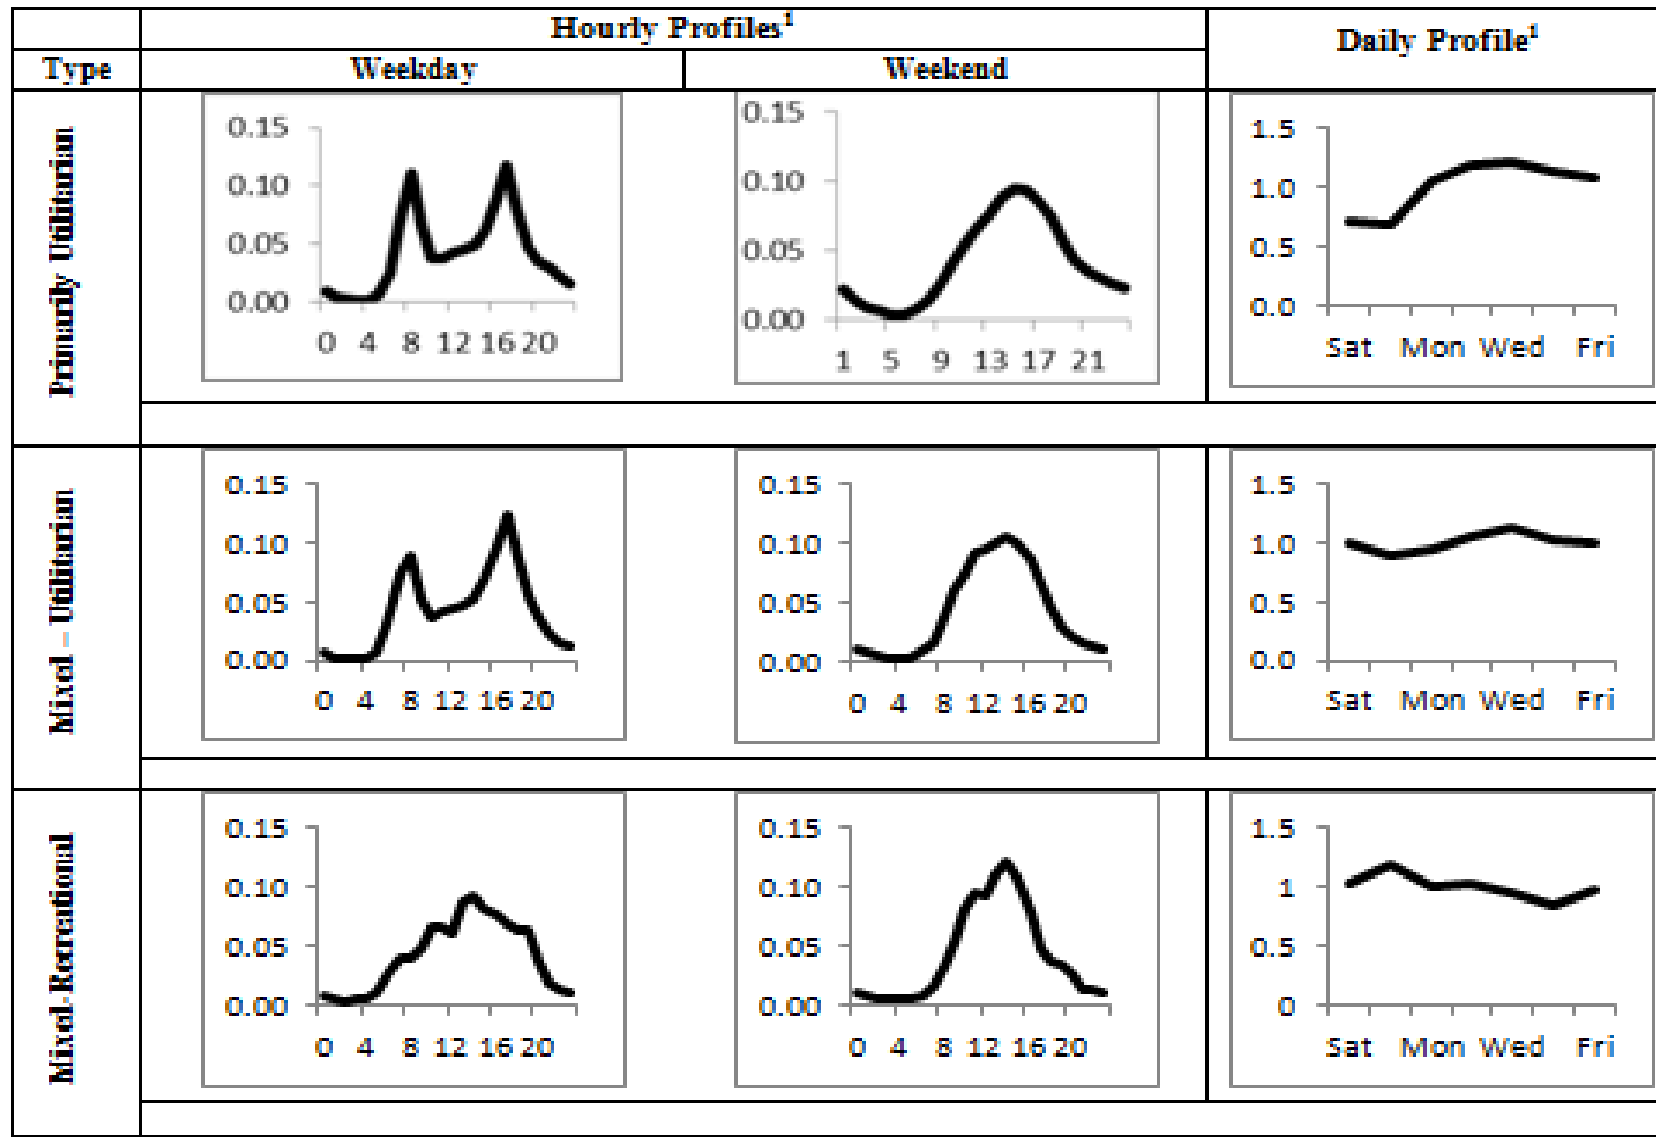 Hourly Profiles¹
Daily Profile¹
Type
Weekday
Weekend
Primarily Utilitarian
0.15
0.10
0.05
0.00
0 4 8 12 16 20
0.15
0.10
0.05
0.00
1 5 9 13 17 21
1.5
1.0
0.5
0.0
Sat Mon Wed Fri
Mixed – Utilitarian
0.15
0.10
0.05
0.00
0 4 8 12 16 20
0.15
0.10
0.05
0.00
0 4 8 12 16 20
1.5
1.0
0.5
0.0
Sat Mon Wed Fri
Mixed-Recreational
0.15
0.10
0.05
0.00
0 4 8 12 16 20
0.15
0.10
0.05
0.00
0 4 8 12 16 20
1.5
1
0.5
0
Sat Mon Wed Fri